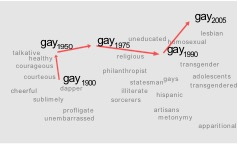 gay2005
uneducated
lesbian
homosexual
gay1950
gay1975
gay1990
talkative
healthy
religious
courageous
transgender
philanthropist
courteous
gay1900
statesman
gays
adolescents
dapper
transgendered
illiterate
cheerful
sorcerers
hispanic
sublimely
profligate
artisans
unembarrassed
metonymy
apparitional